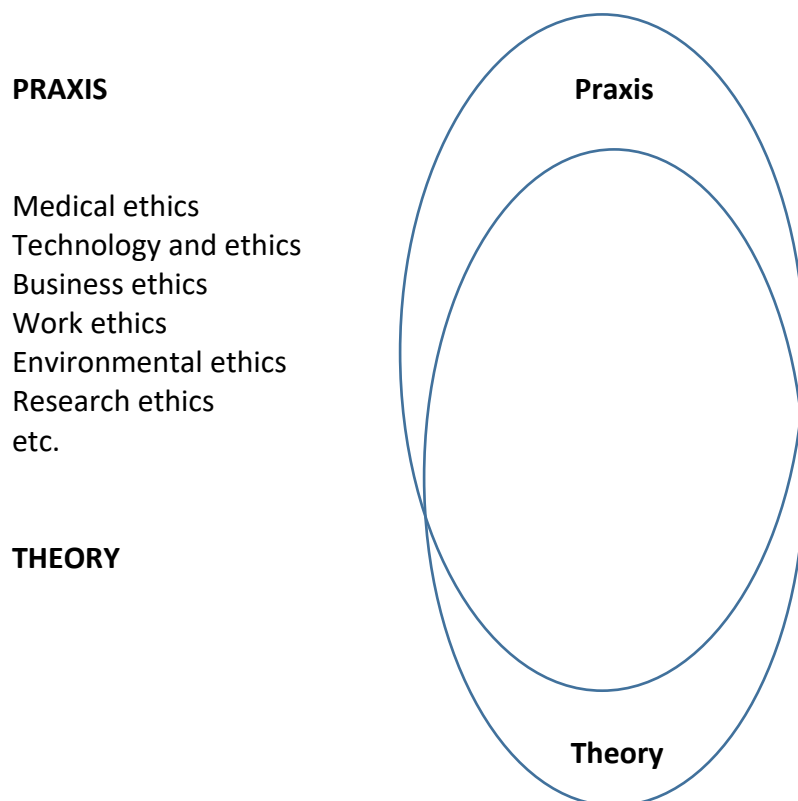 PRAXIS
Praxis
Medical ethics
Technology and ethics
Business ethics
Work ethics
Environmental ethics
Research ethics
etc.
THEORY
Theory